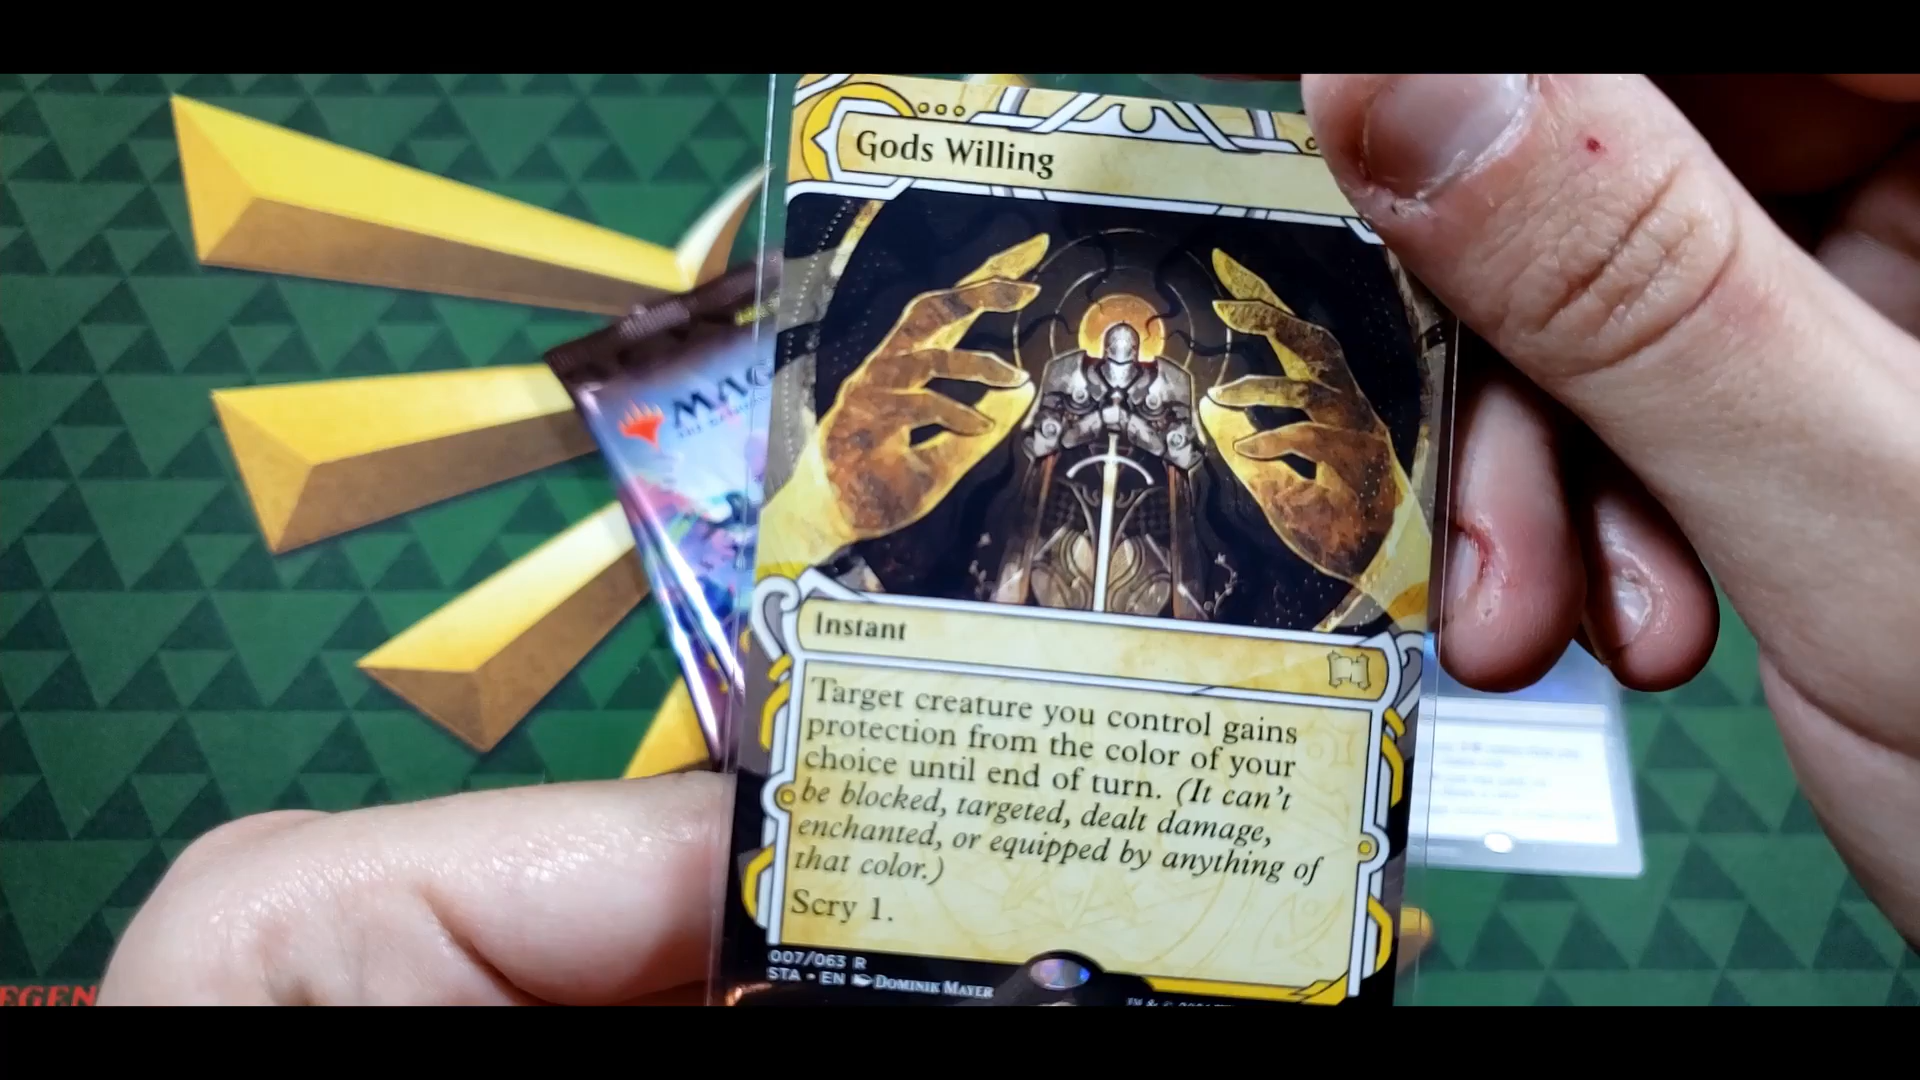 Gods Willing
MAG
Instant
Target creature you control gains
protection from the color of your
choice until end of turn. (It can't
be blocked, targeted, dealt damage,
enchanted, or equipped by anything of
that color.)
Scry 1.
007/063 R
STA • EN DOMINIK MAYER
™ & ©
EGEN